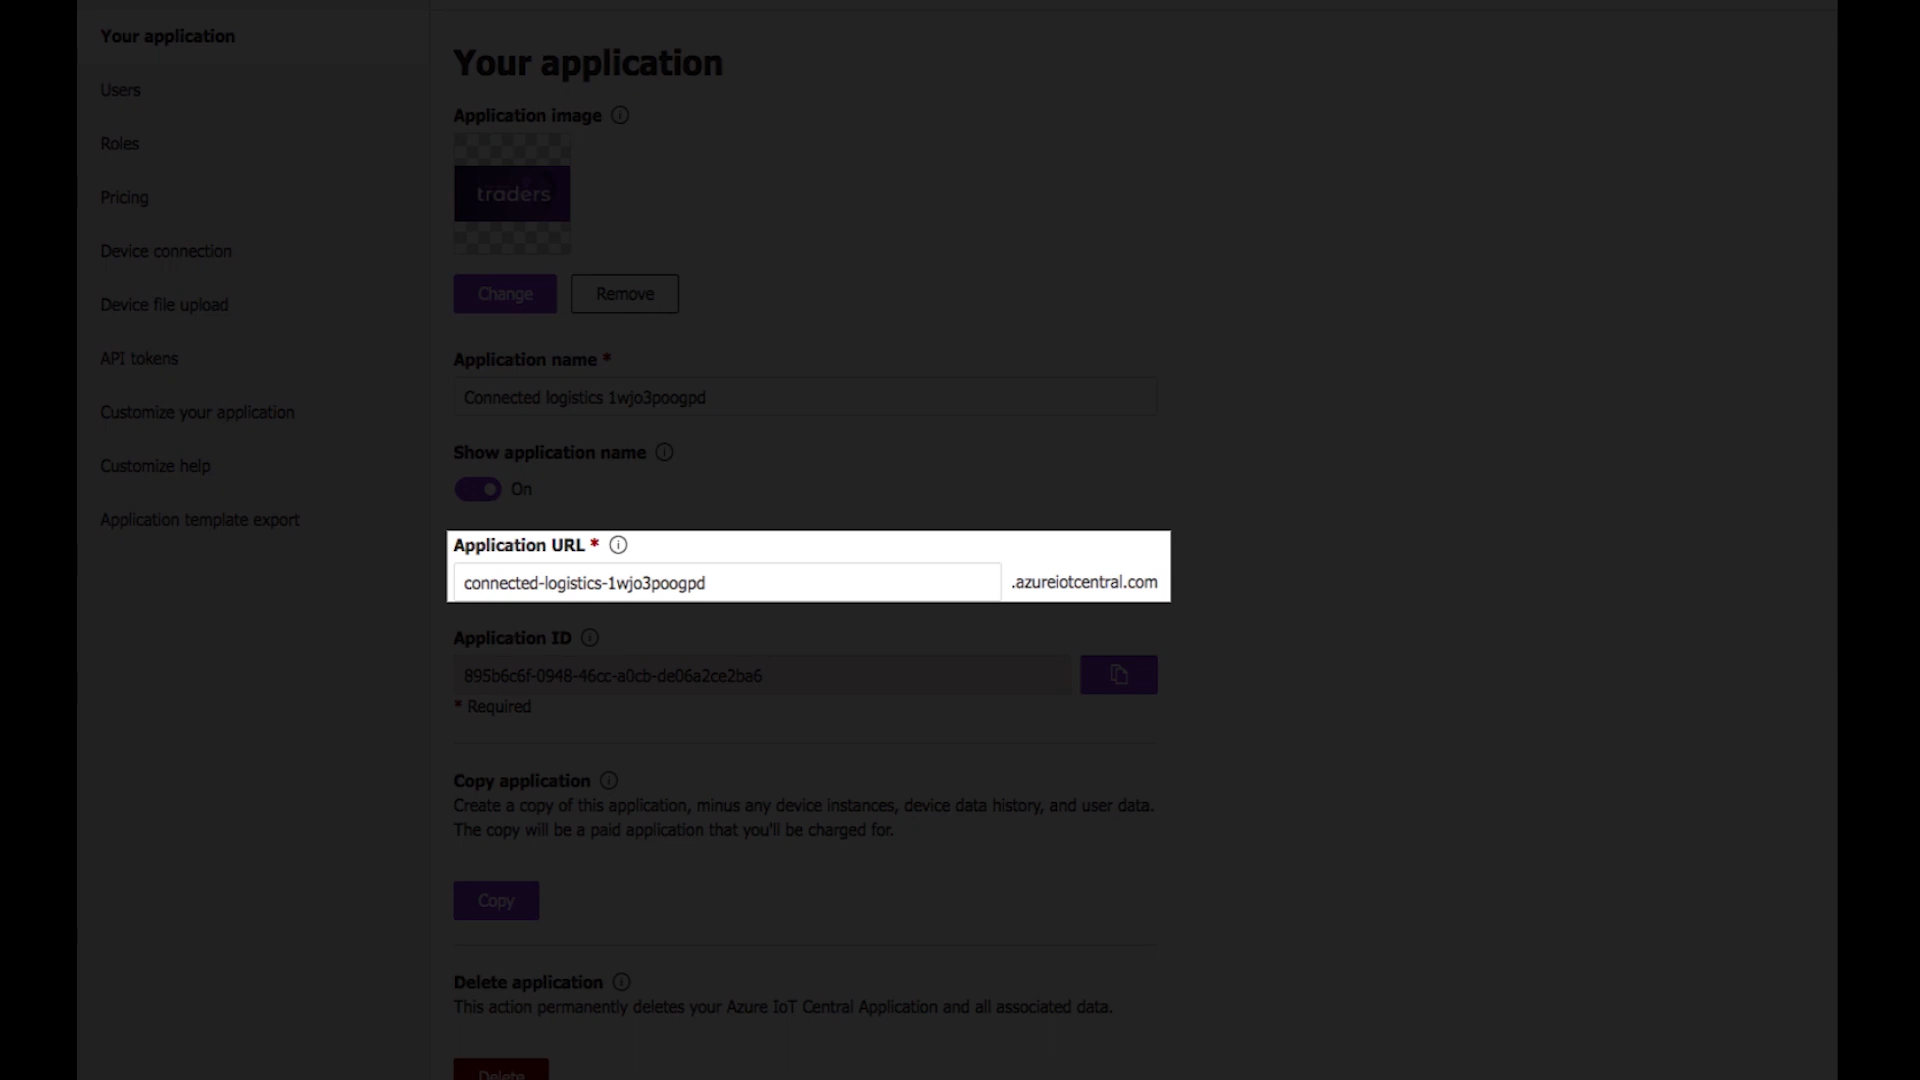 Your application
Users
Roles
Pricing
Device connection
Device file upload
API tokens
Customize your application
Customize help
Application template export
Your application
Application image
traders
Change
Remove
Application name *
Connected logistics 1wjo3poogpd
Show application name
On
Application URL *
connected-logistics-1wjo3poogpd .azureiotcentral.com
Application ID
895b6c6f-0948-46cc-a0cb-de06a2ce2ba6
* Required
Copy application
Create a copy of this application, minus any device instances, device data history, and user data.
The copy will be a paid application that you'll be charged for.
Copy
Delete application
This action permanently deletes your Azure IoT Central Application and all associated data.
Delete